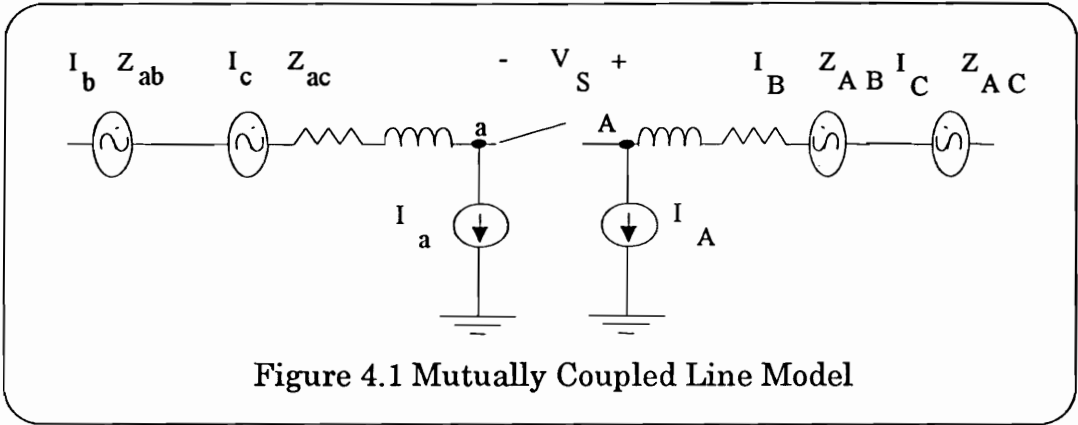 I b Z ab I c Z ac - V S + I B Z A B I C Z A C
a A
I a I A
Figure 4.1 Mutually Coupled Line Model